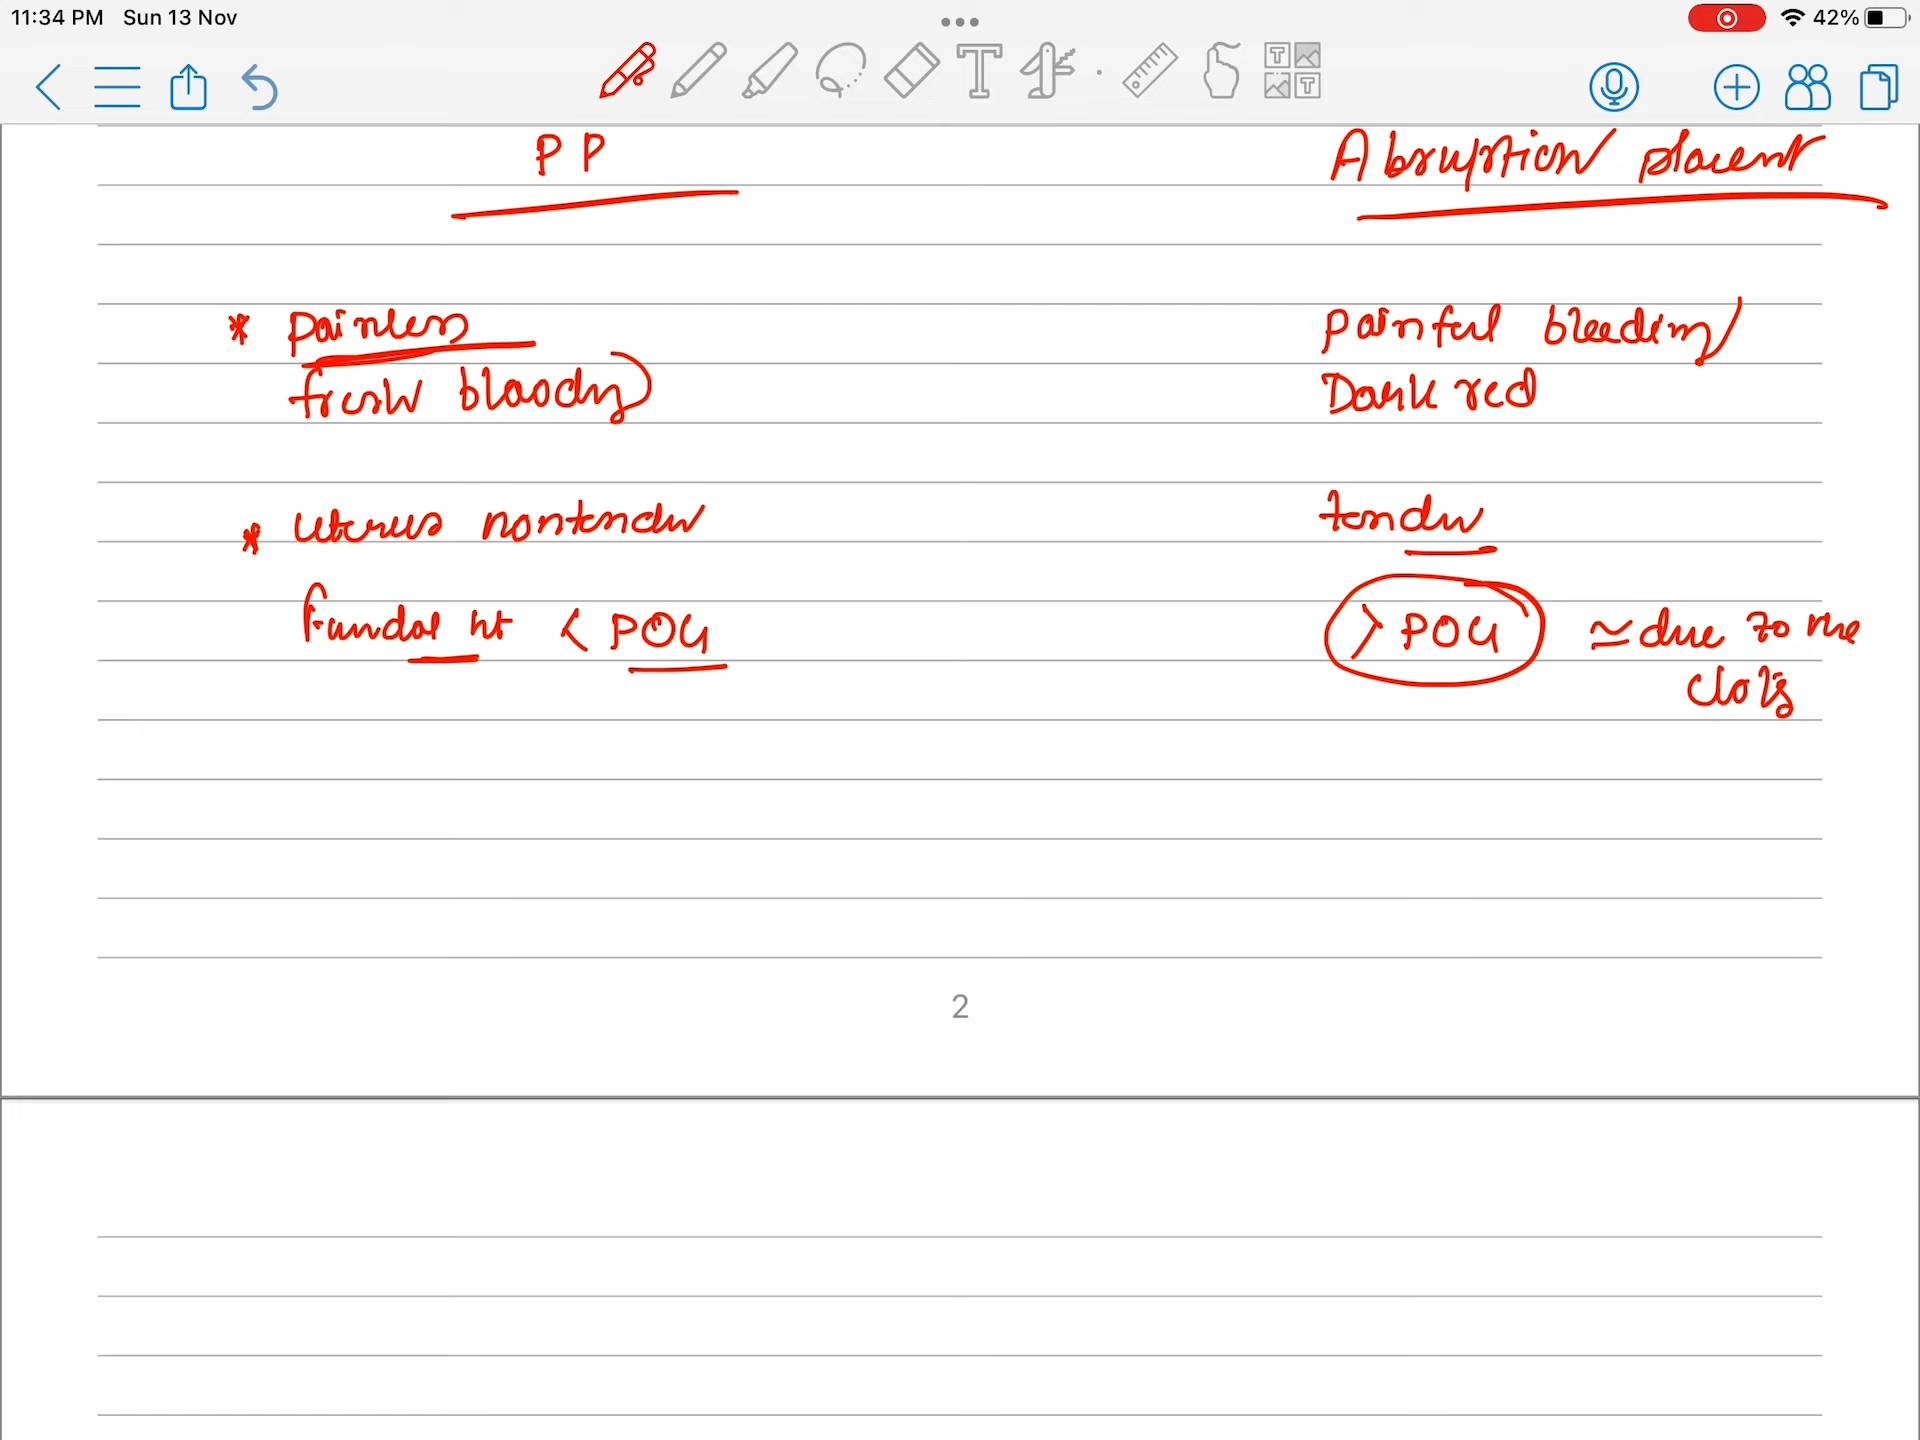 11:34 PM Sun 13 Nov 42%
PP Abruption placent
* Painless Painful bleeding
fresh bloody Dark red
* Uterus nontender tender
fundal ht < POG > POG ≃ due to the
clots
2